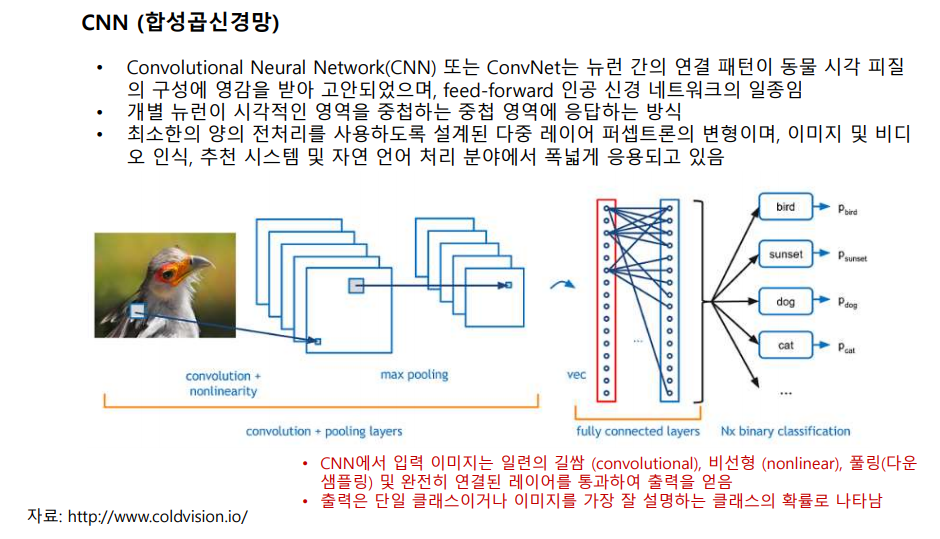 CNN (합성곱신경망)
• Convolutional Neural Network(CNN) 또는 ConvNet는 뉴런 간의 연결 패턴이 동물 시각 피질
의 구성에 영감을 받아 고안되었으며, feed-forward 인공 신경 네트워크의 일종임
• 개별 뉴런이 시각적인 영역을 중첩하는 중첩 영역에 응답하는 방식
• 최소한의 양의 전처리를 사용하도록 설계된 다중 레이어 퍼셉트론의 변형이며, 이미지 및 비디
오 인식, 추천 시스템 및 자연 언어 처리 분야에서 폭넓게 응용되고 있음
bird
p bird
sunset
p sunset
dog
p dog
cat
p cat
...
...
convolution +
nonlinearity
max pooling
vec
convolution + pooling layers
fully connected layers
Nx binary classification
• CNN에서 입력 이미지는 일련의 길쌈 (convolutional), 비선형 (nonlinear), 풀링(다운
샘플링) 및 완전히 연결된 레이어를 통과하여 출력을 얻음
• 출력은 단일 클래스이거나 이미지를 가장 잘 설명하는 클래스의 확률로 나타남
자료: http://www.coldvision.io/